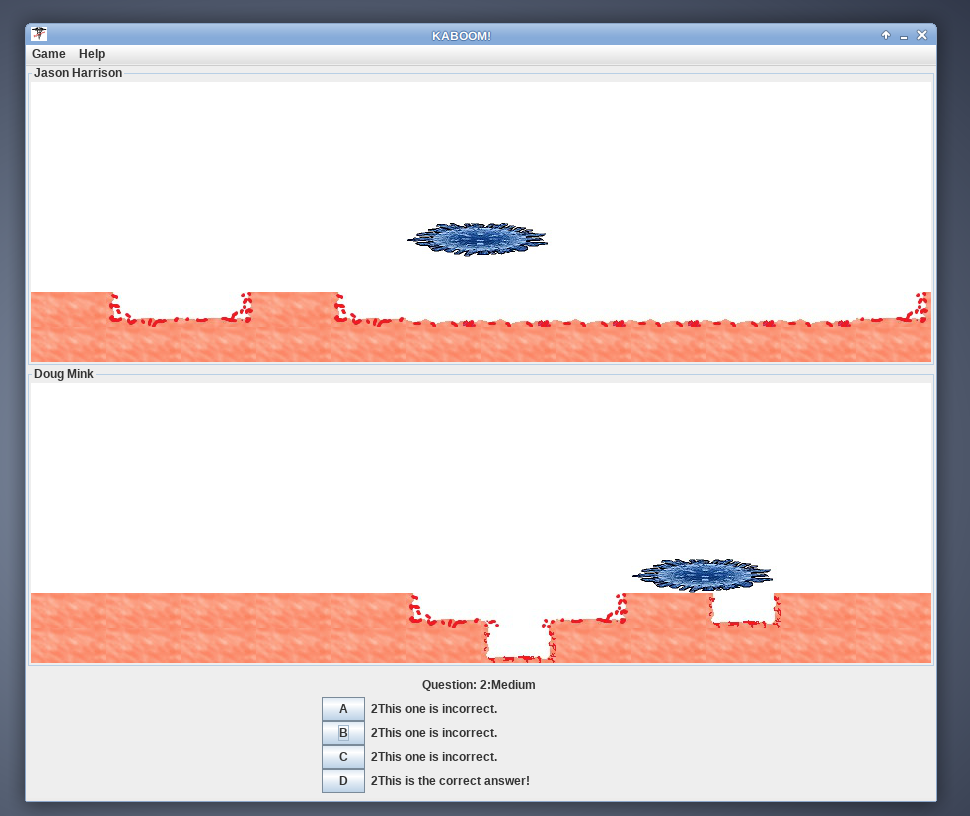 KABOOM!
Game Help
Jason Harrison
Doug Mink
Question: 2:Medium
A 2This one is incorrect.
B 2This one is incorrect.
C 2This one is incorrect.
D 2This is the correct answer!